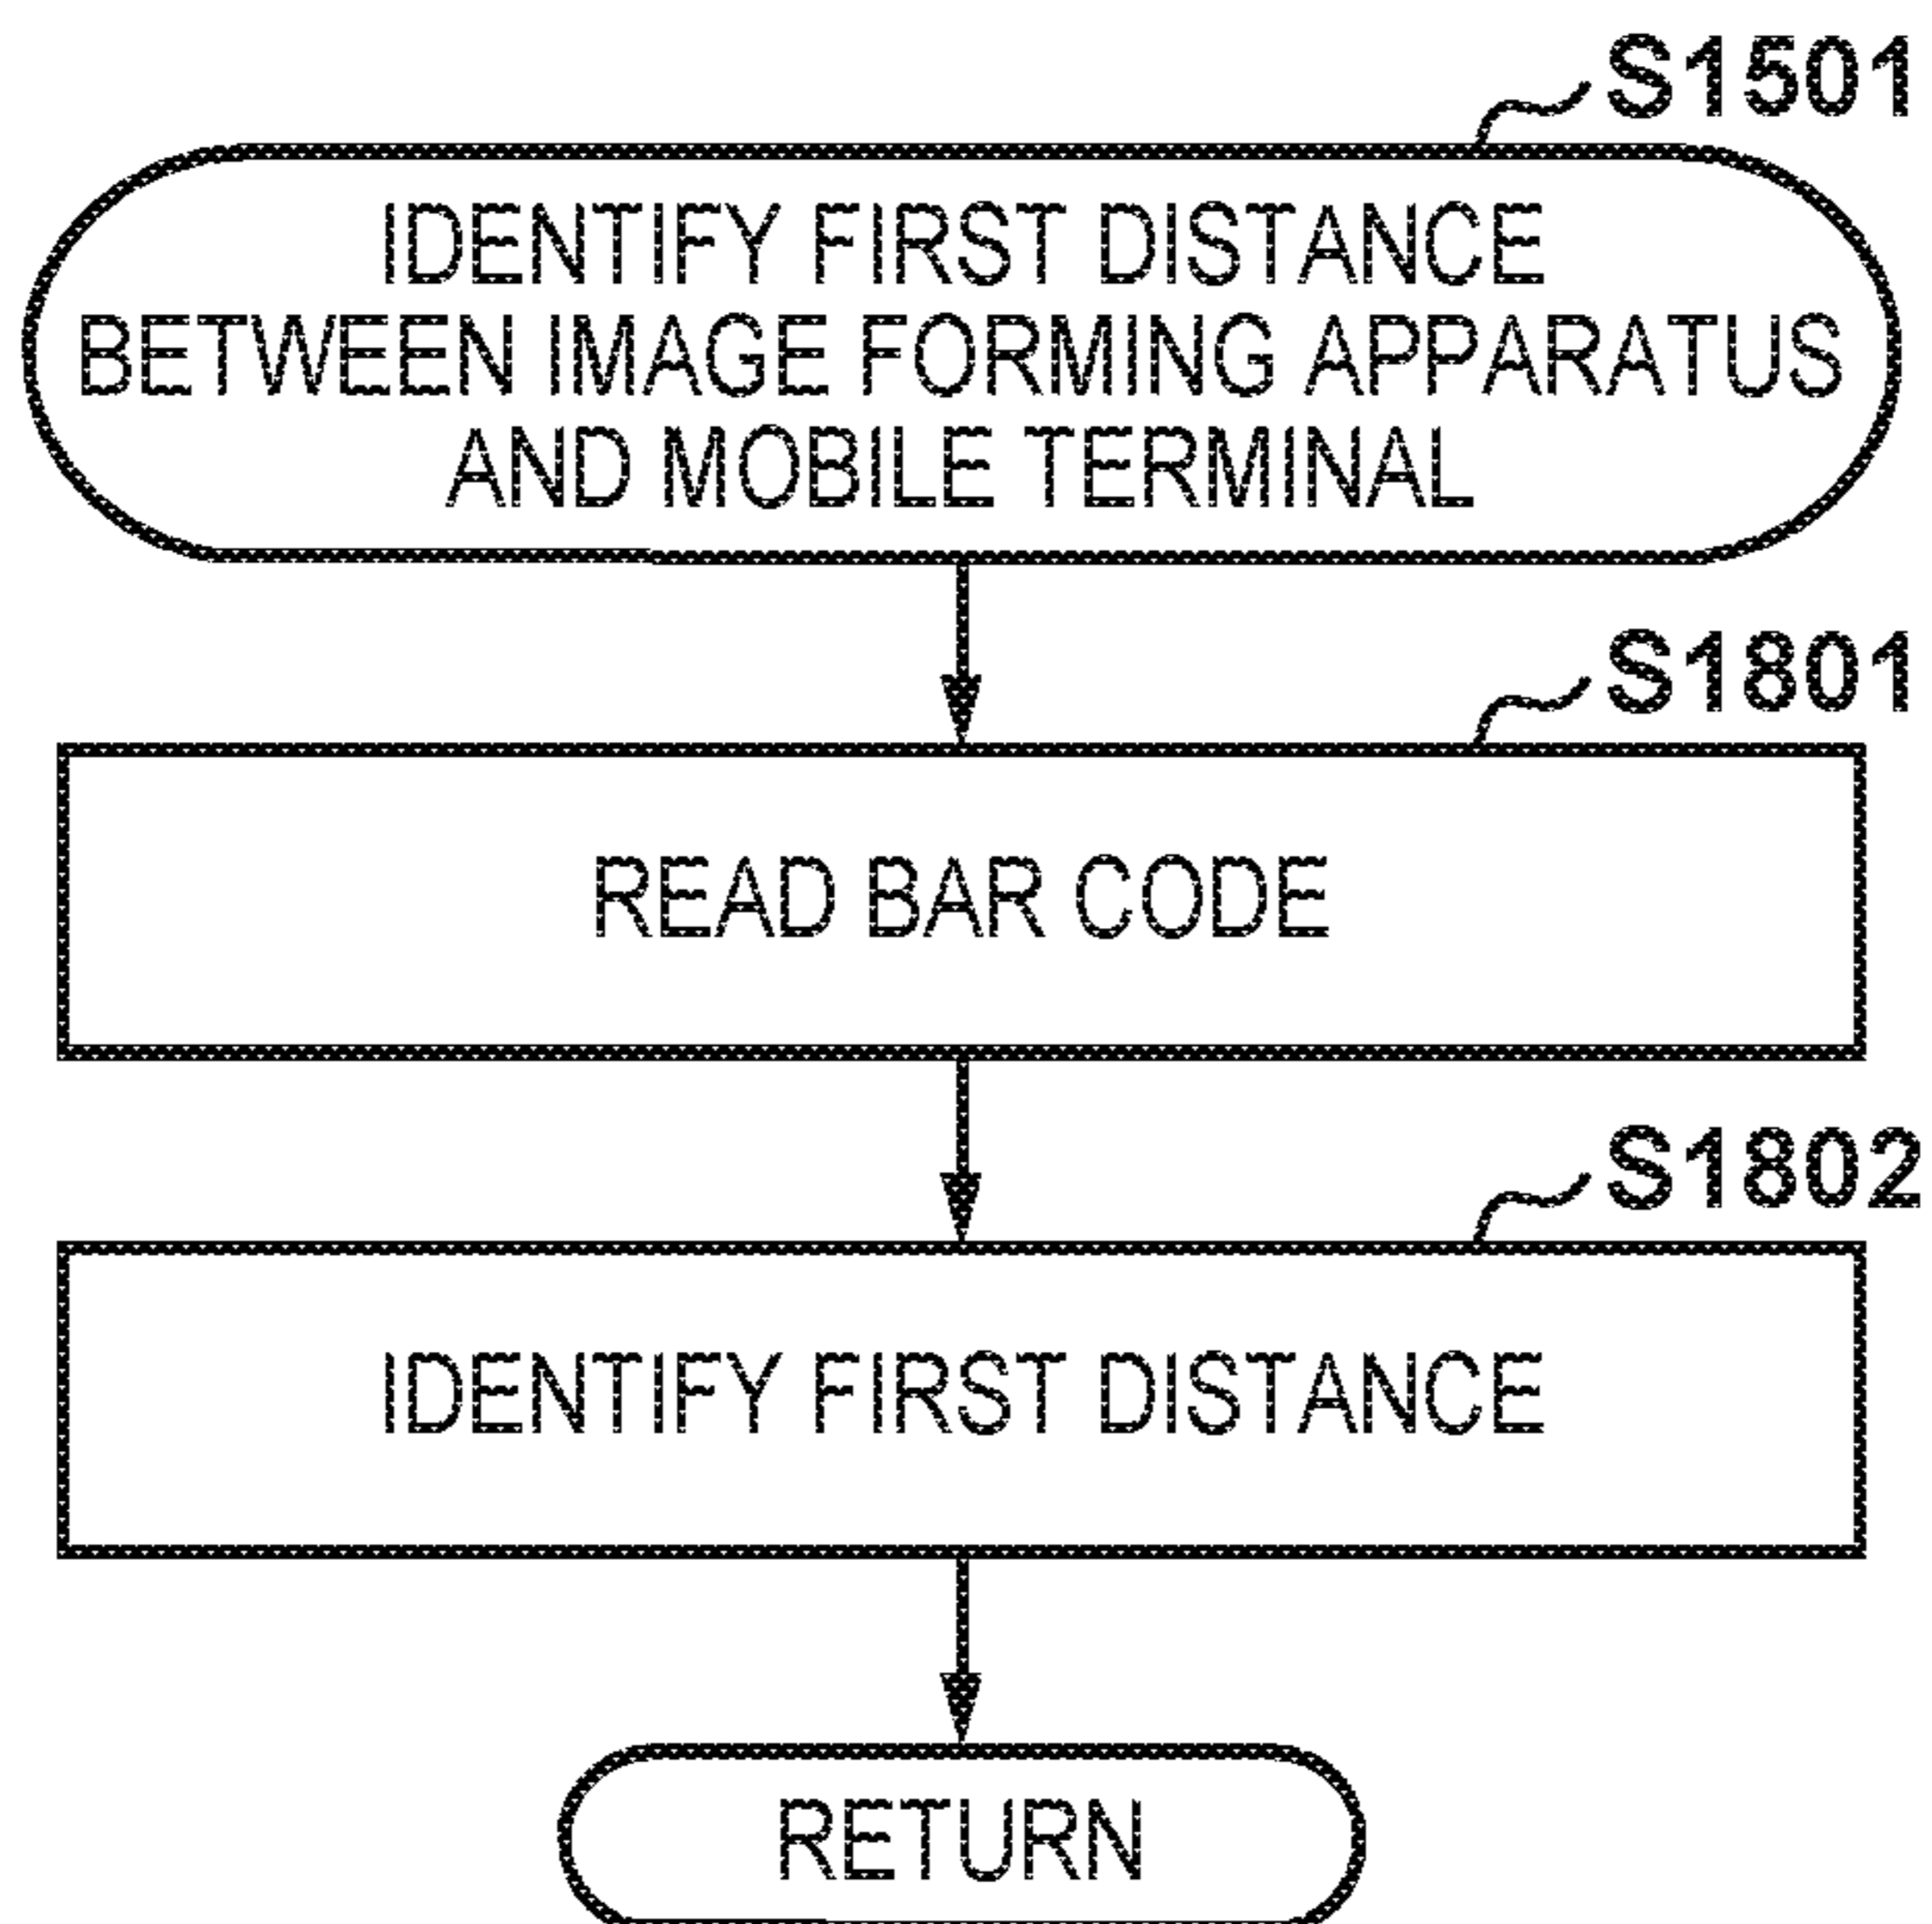 S1501
IDENTIFY FIRST DISTANCE
BETWEEN IMAGE FORMING APPARATUS
AND MOBILE TERMINAL
S1801
READ BAR CODE
S1802
IDENTIFY FIRST DISTANCE
RETURN